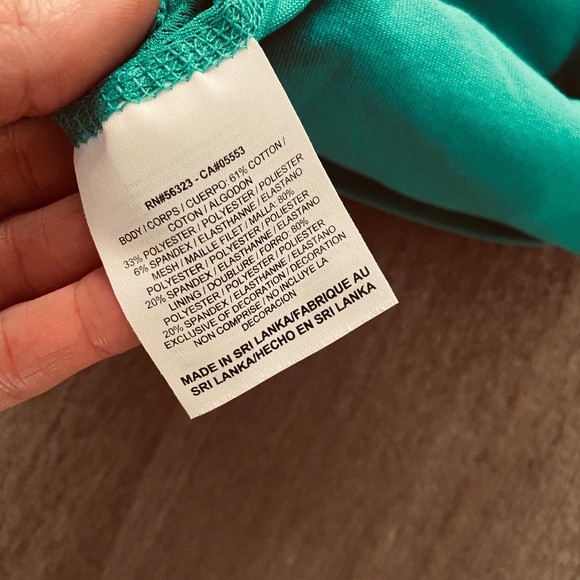 RN#56323 - CA#05553
BODY / CORPS / CUERPO: 61% COTTON /
COTON / ALGODON
33% POLYESTER / POLYESTER / POLIESTER
6% SPANDEX / ELASTHANNE / ELASTANO
MESH / MAILLE FILET / MALLA: 80%
POLYESTER / POLYESTER / POLIESTER
20% SPANDEX / ELASTHANNE / ELASTANO
LINING / DOUBLURE / FORRO: 80%
POLYESTER / POLYESTER / POLIESTER
20% SPANDEX / ELASTHANNE / ELASTANO
EXCLUSIVE OF DECORATION / DECORATION
NON COMPRISE / NO INCLUYE LA
DECORACION
MADE IN SRI LANKA/FABRIQUE AU
SRI LANKA/HECHO EN SRI LANKA